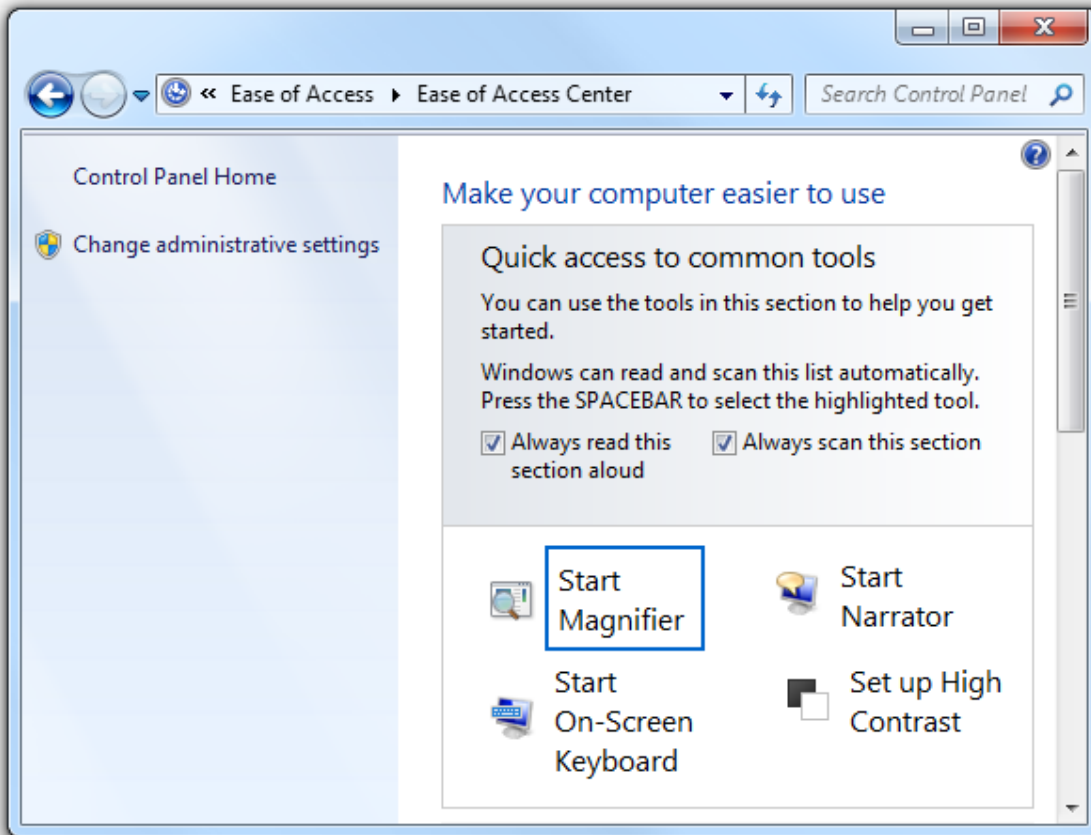 « Ease of Access ▸ Ease of Access Center
Search Control Panel
Control Panel Home
Change administrative settings
Make your computer easier to use
Quick access to common tools
You can use the tools in this section to help you get
started.
Windows can read and scan this list automatically.
Press the SPACEBAR to select the highlighted tool.
Always read this
section aloud
Always scan this section
Start
Magnifier
Start
Narrator
Start
On-Screen
Keyboard
Set up High
Contrast